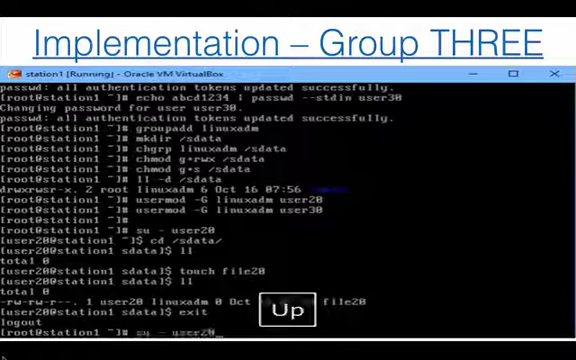 Implementation – Group THREE
station1 [Running] - Oracle VM VirtualBox
passwd: all authentication tokens updated successfully.
[root@station1 ~]# echo abcd1234 | passwd --stdin user30
Changing password for user user30.
passwd: all authentication tokens updated successfully.
[root@station1 ~]# groupadd linuxadm
[root@station1 ~]# mkdir /sdata
[root@station1 ~]# chgrp linuxadm /sdata
[root@station1 ~]# chmod g+rwx /sdata
[root@station1 ~]# chmod g+s /sdata
[root@station1 ~]# ll -d /sdata
drwxrwsr-x. 2 root linuxadm 6 Oct 16 07:56
[root@station1 ~]# usermod -G linuxadm user20
[root@station1 ~]# usermod -G linuxadm user30
[root@station1 ~]#
[root@station1 ~]# su - user20
[user20@station1 ~]$ cd /sdata/
[user20@station1 sdata]$ ll
total 0
[user20@station1 sdata]$ touch file20
[user20@station1 sdata]$ ll
total 0
-rw-rw-r--. 1 user20 linuxadm 0 Oct file20
[user20@station1 sdata]$ exit
logout
[root@station1 ~]# su - user20
Up